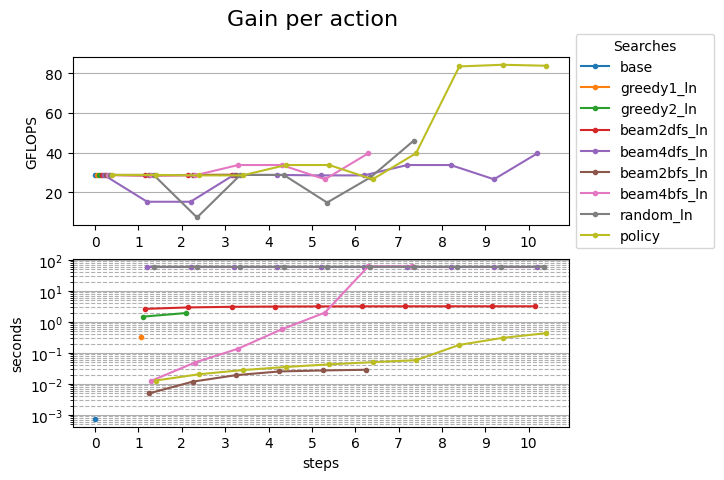 Gain per action
Searches
base
greedy1_ln
greedy2_ln
beam2dfs_ln
beam4dfs_ln
beam2bfs_ln
beam4bfs_ln
random_ln
policy
GFLOPS
80
60
40
20
0 1 2 3 4 5 6 7 8 9 10
seconds
10²
10¹
10⁰
10⁻¹
10⁻²
10⁻³
0 1 2 3 4 5 6 7 8 9 10
steps